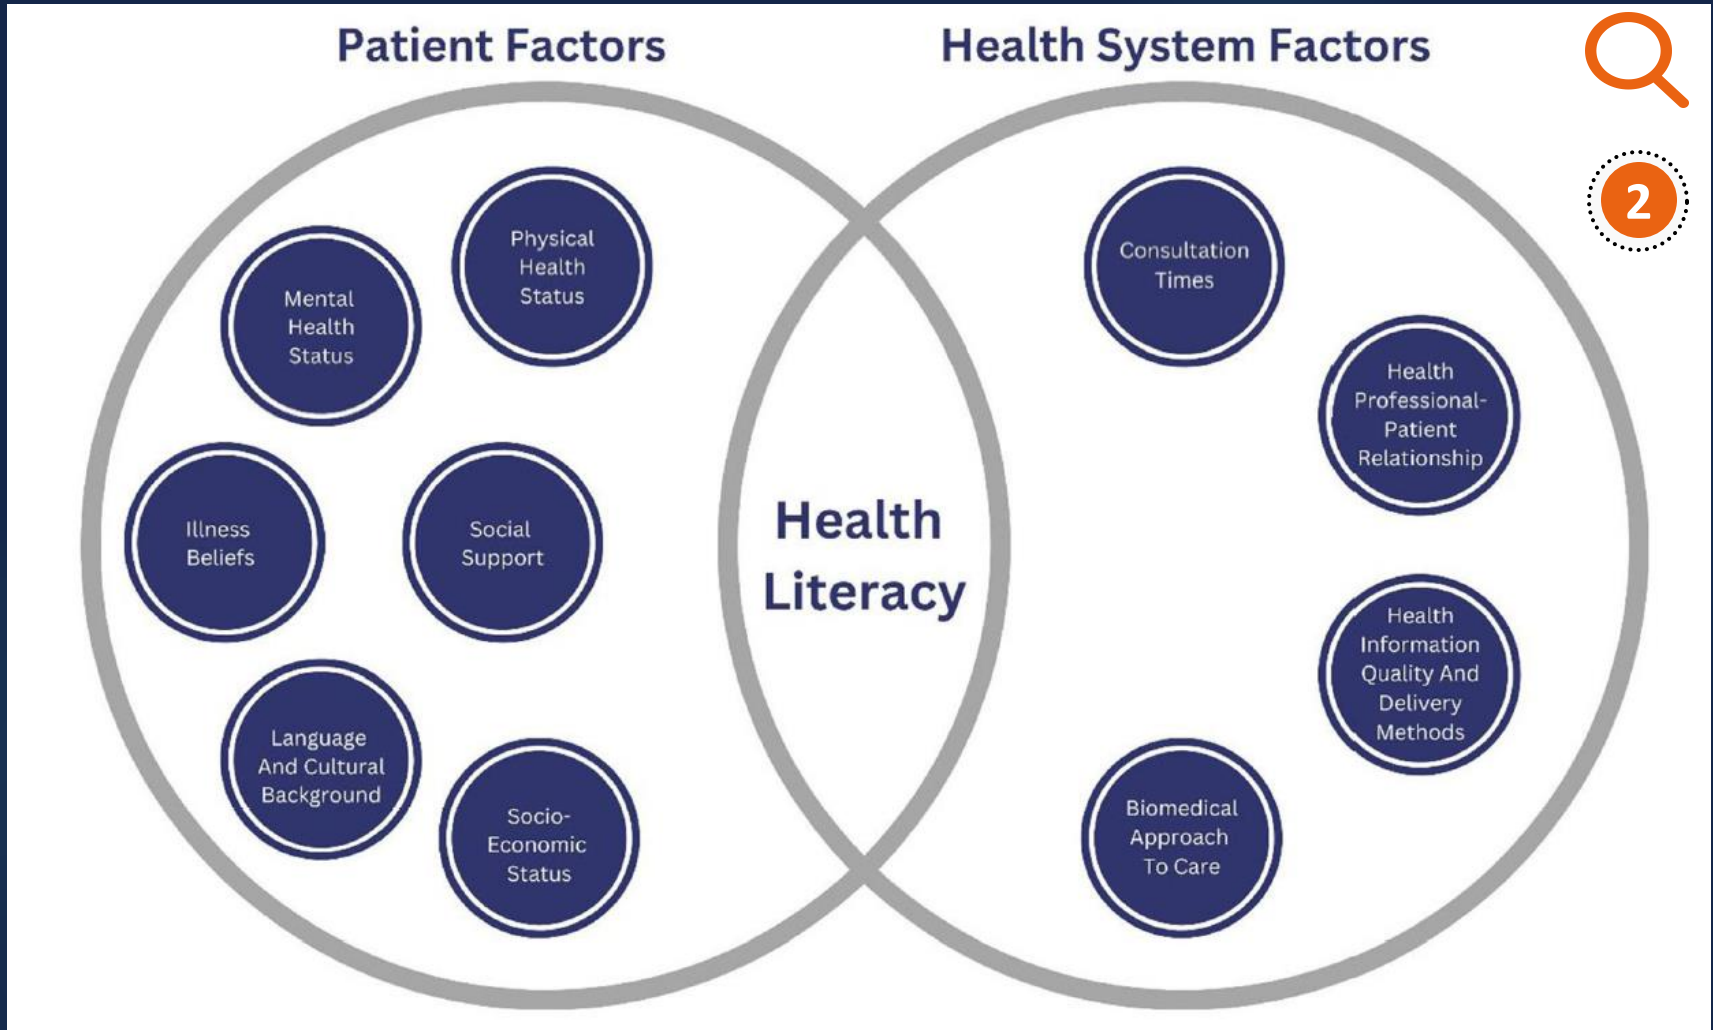 Patient Factors
Health System Factors
2
Physical
Health
Status
Mental
Health
Status
Illness
Beliefs
Social
Support
Language
And Cultural
Background
Socio-
Economic
Status
Health
Literacy
Consultation
Times
Health
Professional-
Patient
Relationship
Health
Information
Quality And
Delivery
Methods
Biomedical
Approach
To Care